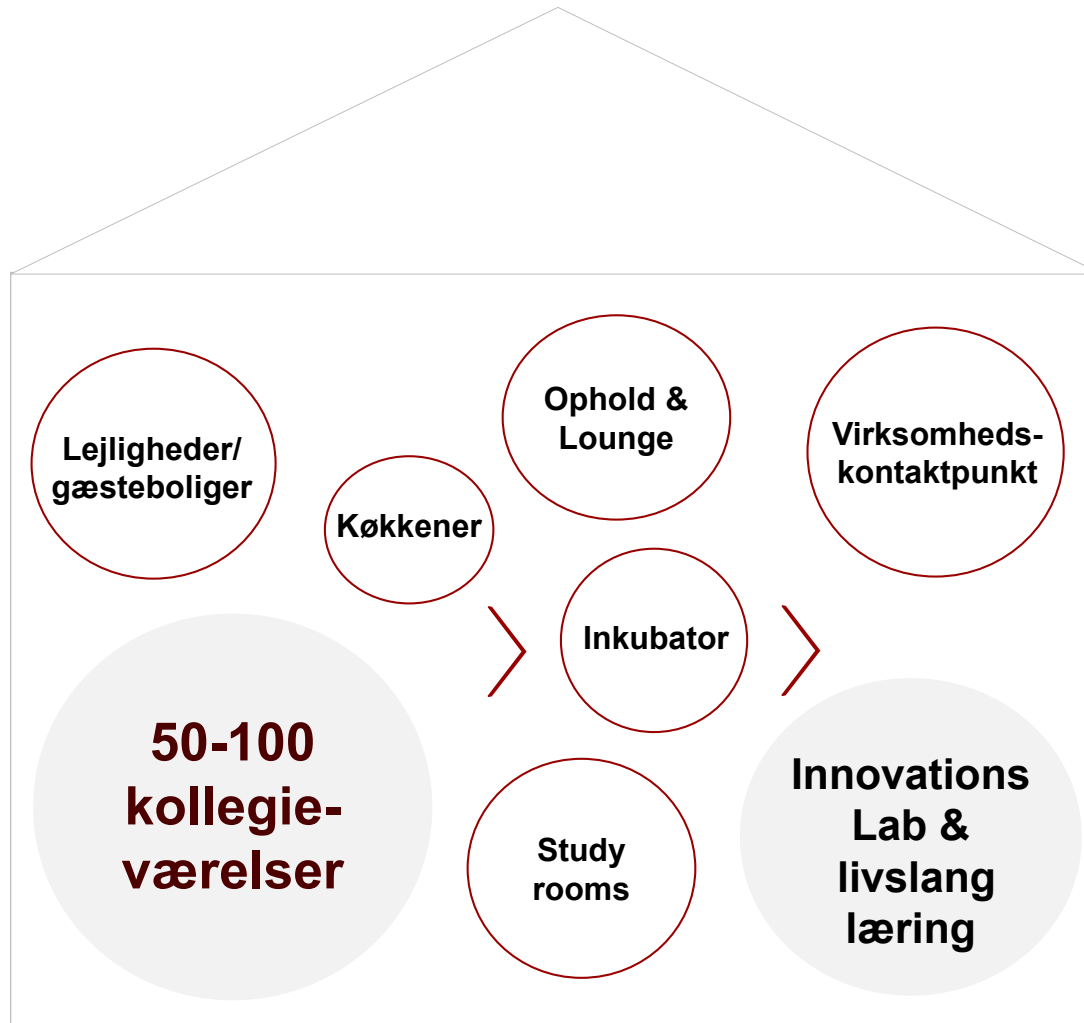 Ophold &
Lounge
Virksomheds-
kontaktpunkt
Lejligheder/
gæsteboliger
Køkkener
Inkubator
50-100
kollegie-
værelser
Innovations
Lab &
livslang
læring
Study
rooms